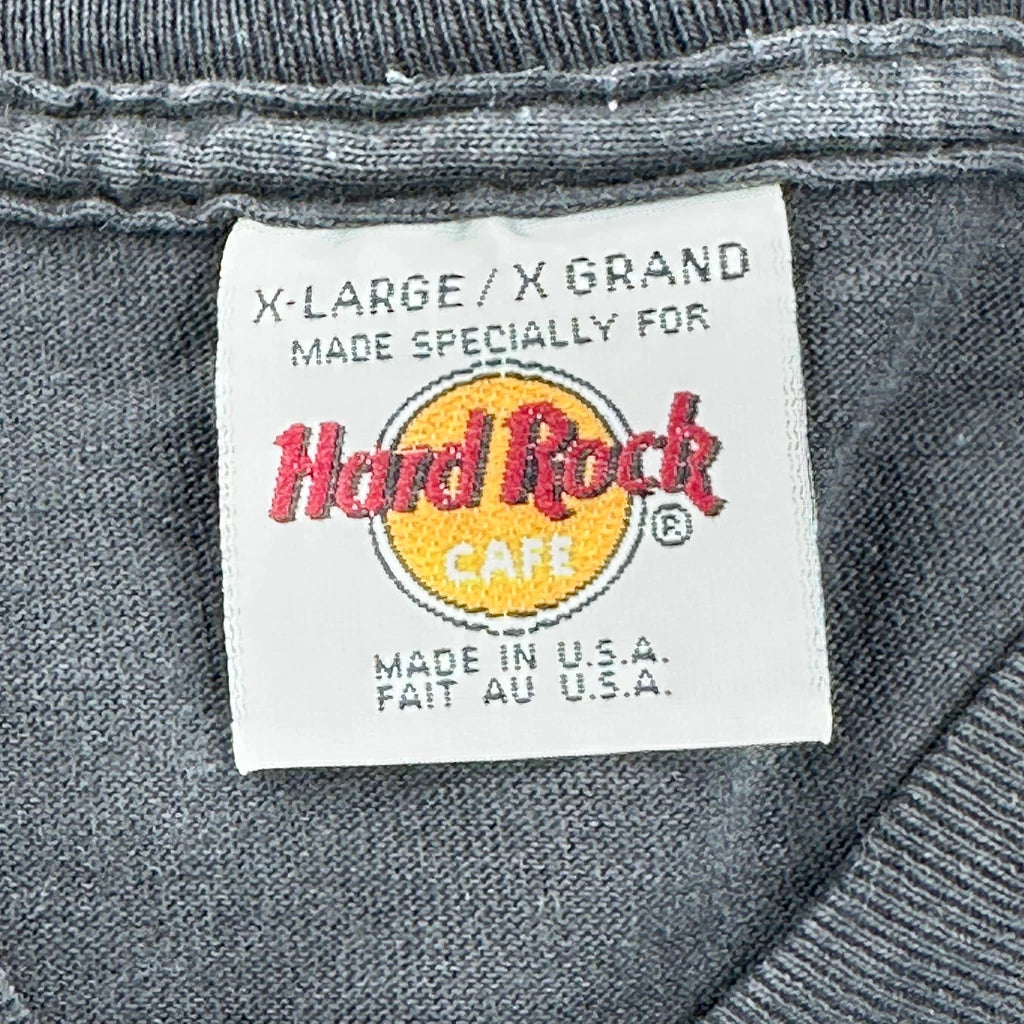 X-LARGE / X GRAND
MADE SPECIALLY FOR
Hard Rock
CAFE
®
MADE IN U.S.A.
FAIT AU U.S.A.